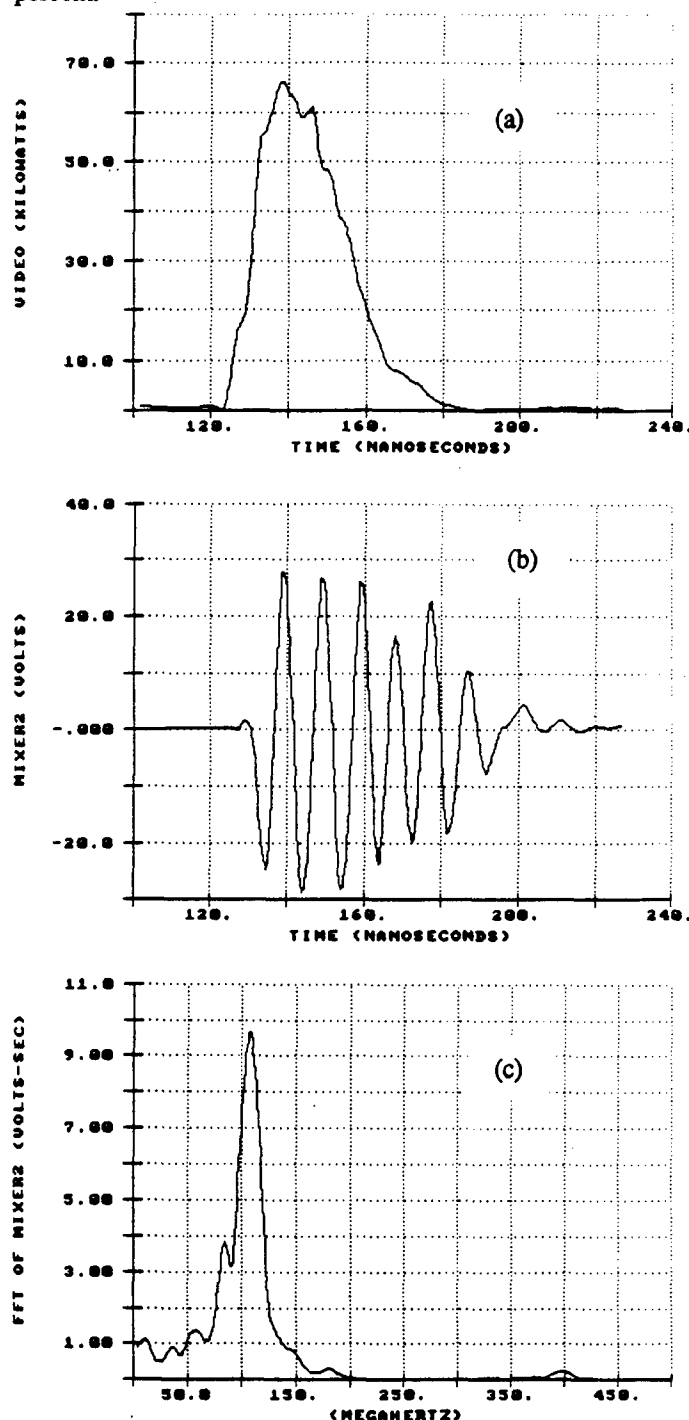 (a)
VIDEO (KILOWATTS)
70.0
50.0
30.0
10.0
120. 160. 200. 240.
TIME (NANOSECONDS)
(b)
MIXER2 (VOLTS)
40.0
20.0
-.000
-20.0
120. 160. 200. 240.
TIME (NANOSECONDS)
(c)
FFT OF MIXER2 (VOLTS-SEC)
11.0
9.00
7.00
5.00
3.00
1.00
50.0 150. 250. 350. 450.
(MEGAHERTZ)